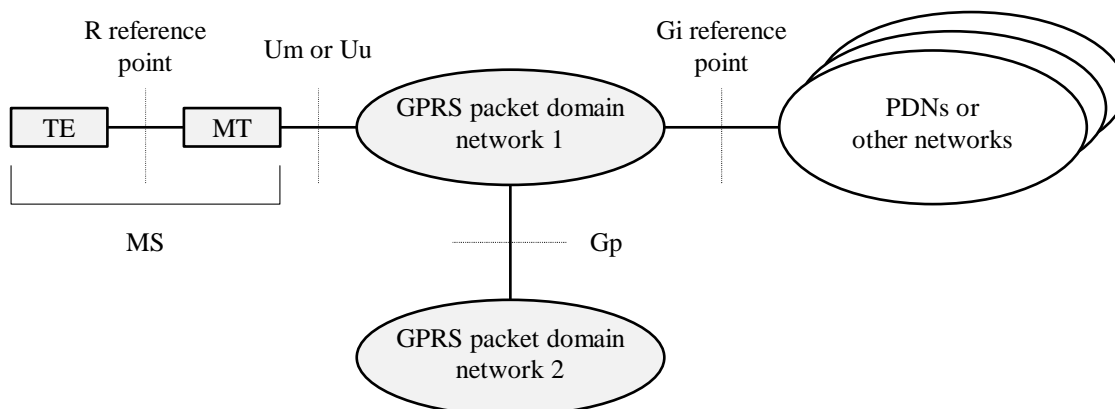 R reference
point
Um or Uu
Gi reference
point
TE
MT
GPRS packet domain
network 1
PDNs or
other networks
MS
Gp
GPRS packet domain
network 2